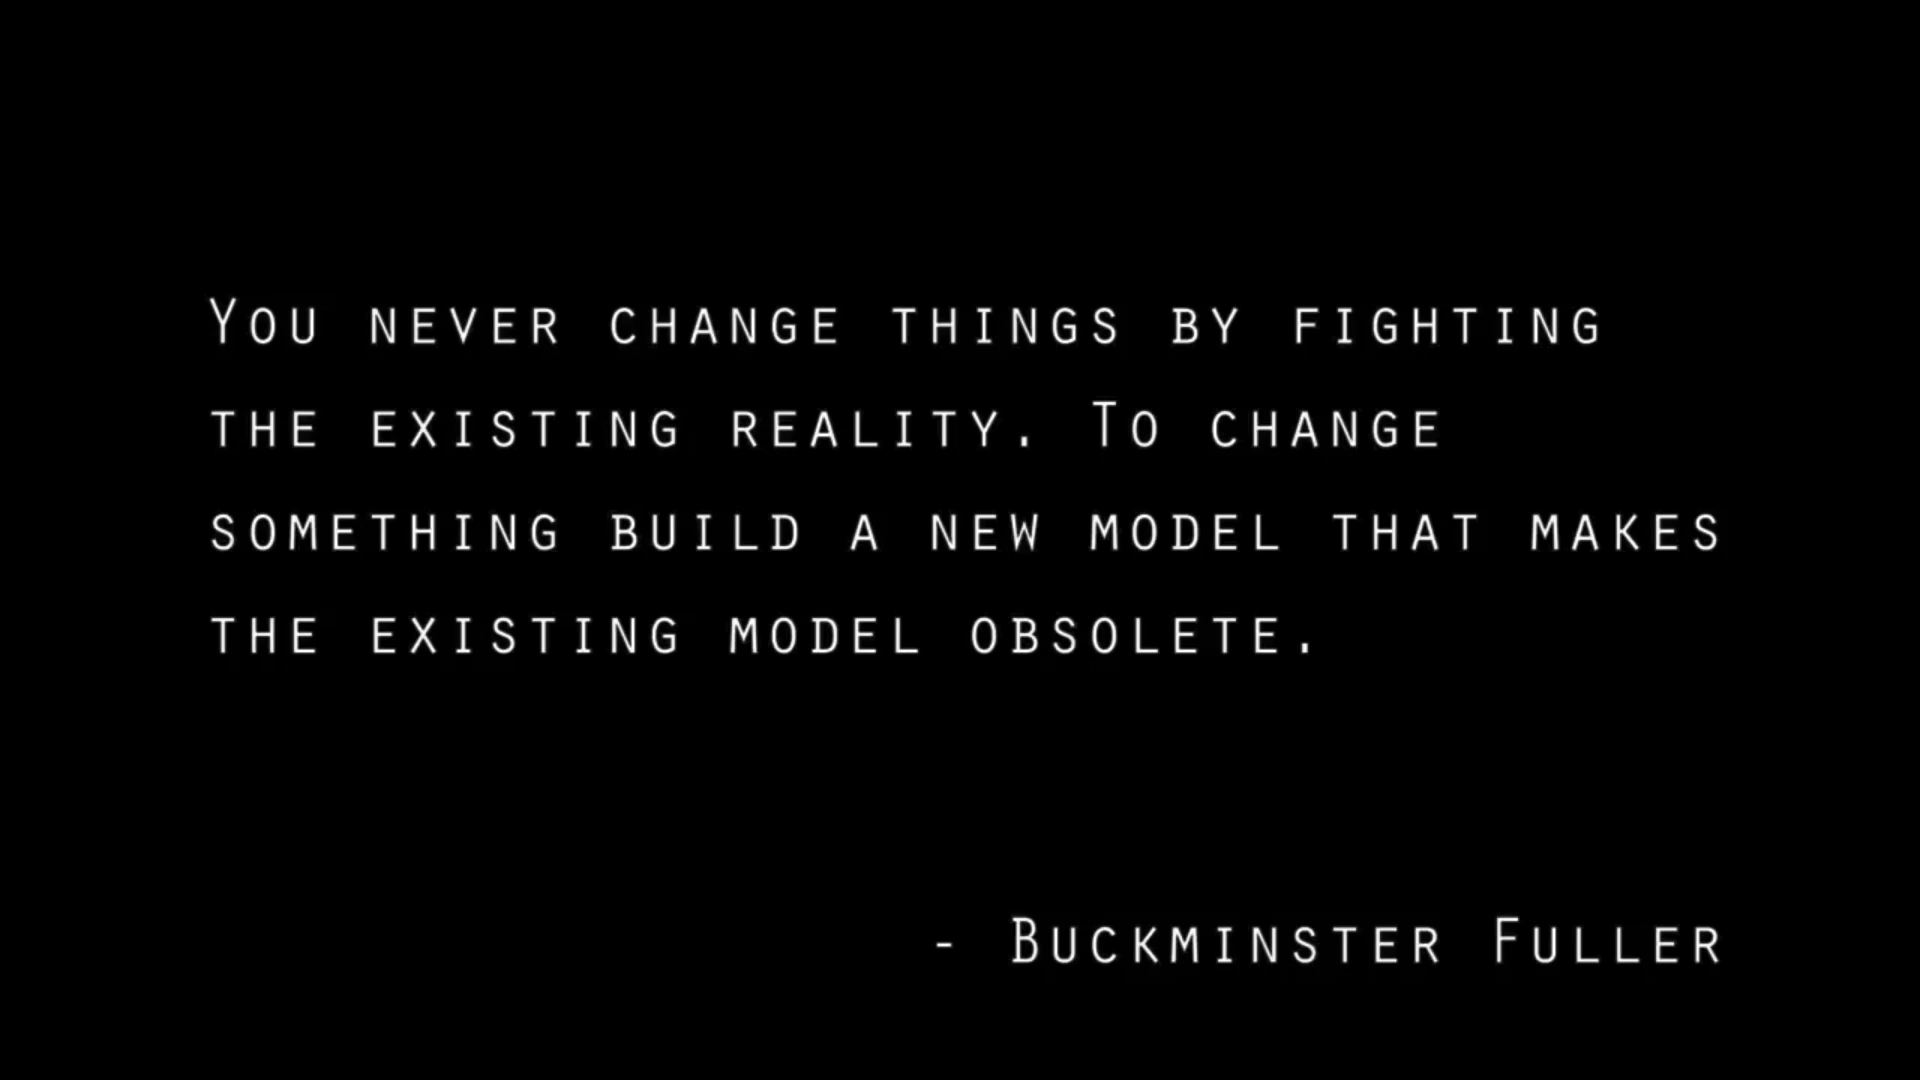 You never change things by fighting
the existing reality. To change
something build a new model that makes
the existing model obsolete.
- Buckminster Fuller